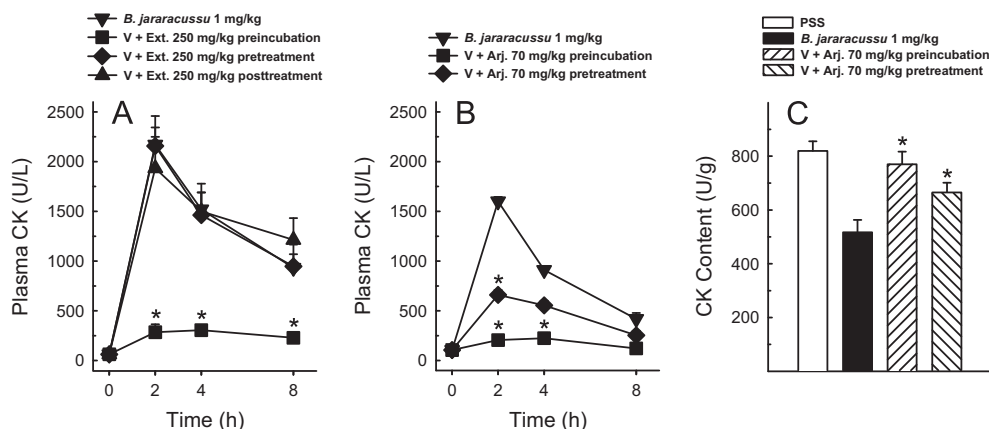 B. jararacussu 1 mg/kg
V + Ext. 250 mg/kg preincubation
V + Ext. 250 mg/kg pretreatment
V + Ext. 250 mg/kg posttreatment
A
Plasma CK (U/L)
2500
2000
1500
1000
500
0
* * *
0 2 4 8
Time (h)
B. jararacussu 1 mg/kg
V + Arj. 70 mg/kg preincubation
V + Arj. 70 mg/kg pretreatment
B
Plasma CK (U/L)
2500
2000
1500
1000
500
0
*
* *
0 2 4 8
Time (h)
PSS
B. jararacussu 1 mg/kg
V + Arj. 70 mg/kg preincubation
V + Arj. 70 mg/kg pretreatment
C
CK Content (U/g)
800
600
400
200
* *